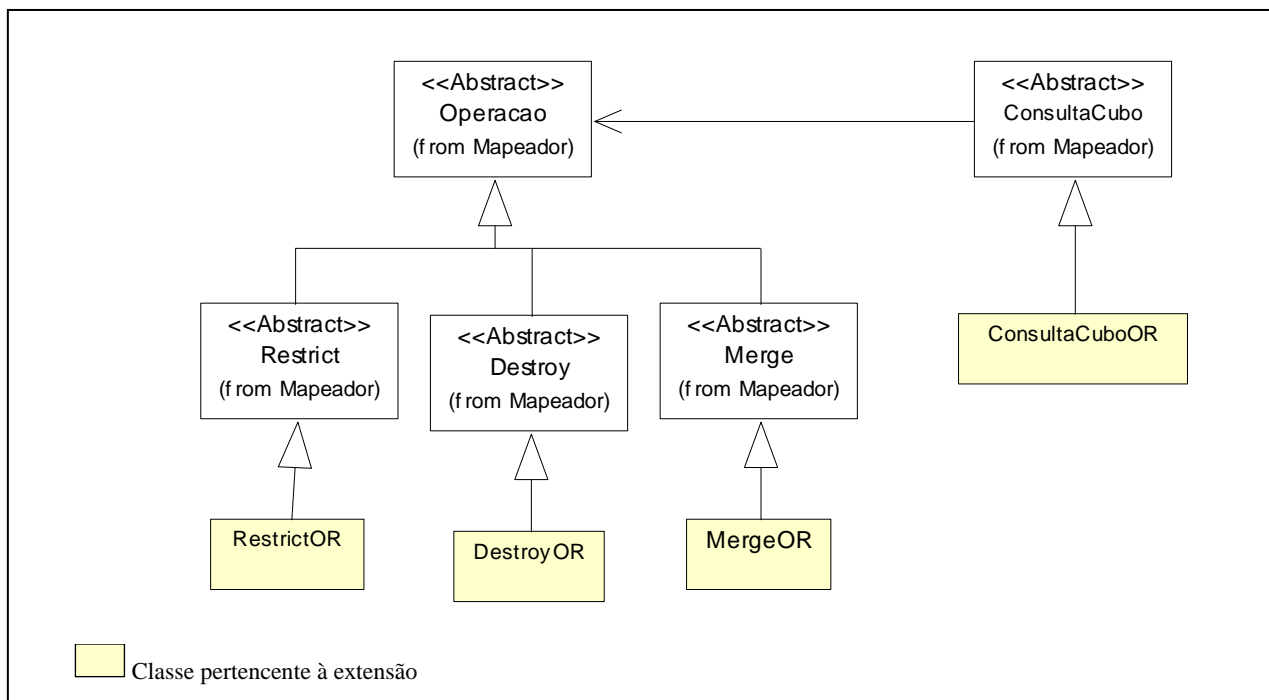 <<Abstract>>
Operacao
(from Mapeador)
<<Abstract>>
ConsultaCubo
(from Mapeador)
<<Abstract>>
Restrict
(from Mapeador)
<<Abstract>>
Destroy
(from Mapeador)
<<Abstract>>
Merge
(from Mapeador)
ConsultaCuboOR
RestrictOR
DestroyOR
MergeOR
Classe pertencente à extensão